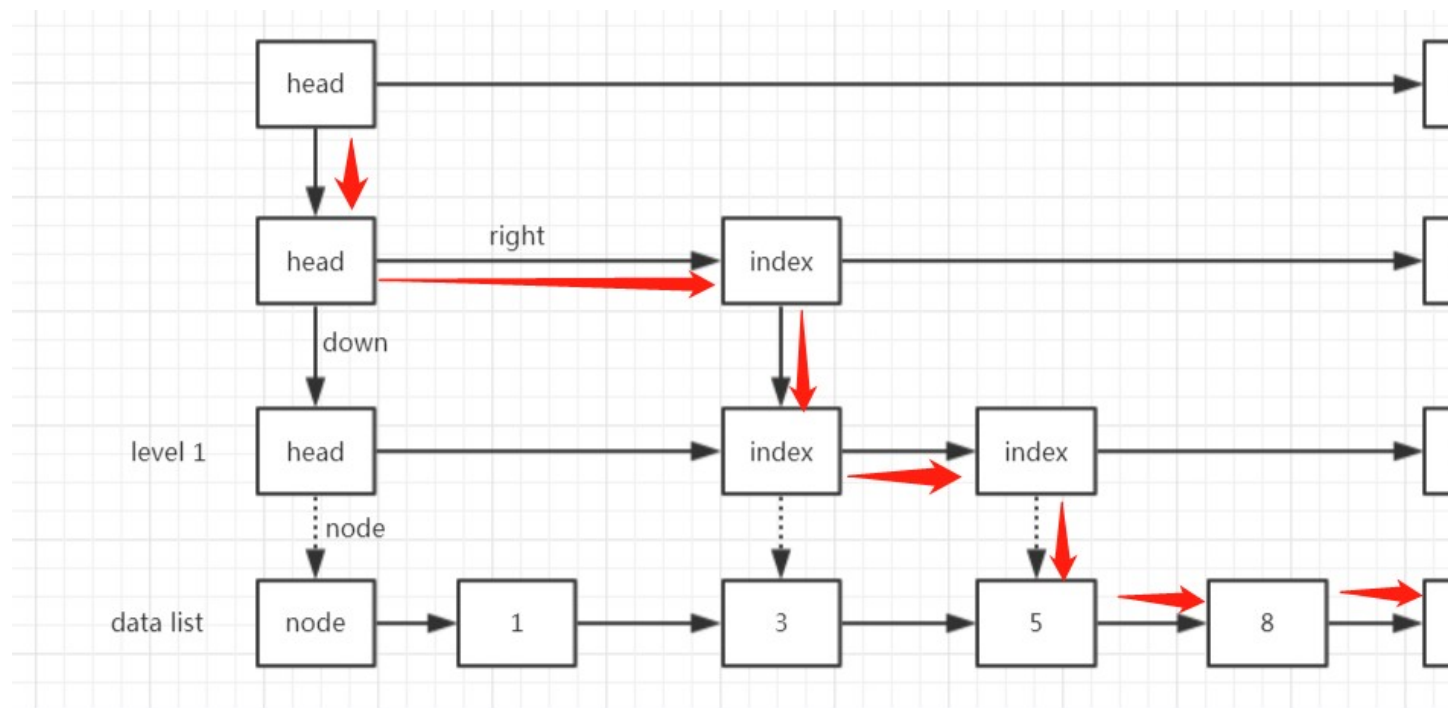 head
head
right
index
down
level 1
head
index
index
node
data list
node
1
3
5
8